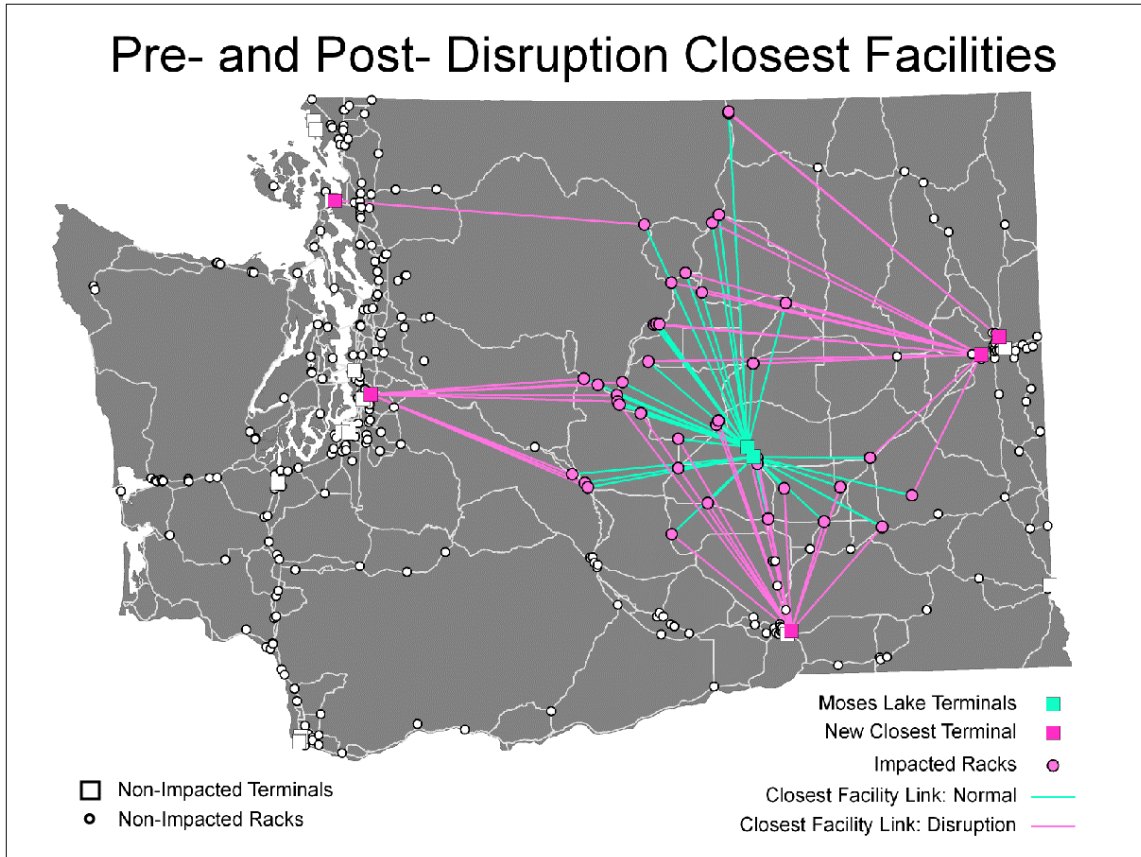 Pre- and Post- Disruption Closest Facilities
Moses Lake Terminals
New Closest Terminal
Impacted Racks
Closest Facility Link: Normal
Closest Facility Link: Disruption
Non-Impacted Terminals
Non-Impacted Racks